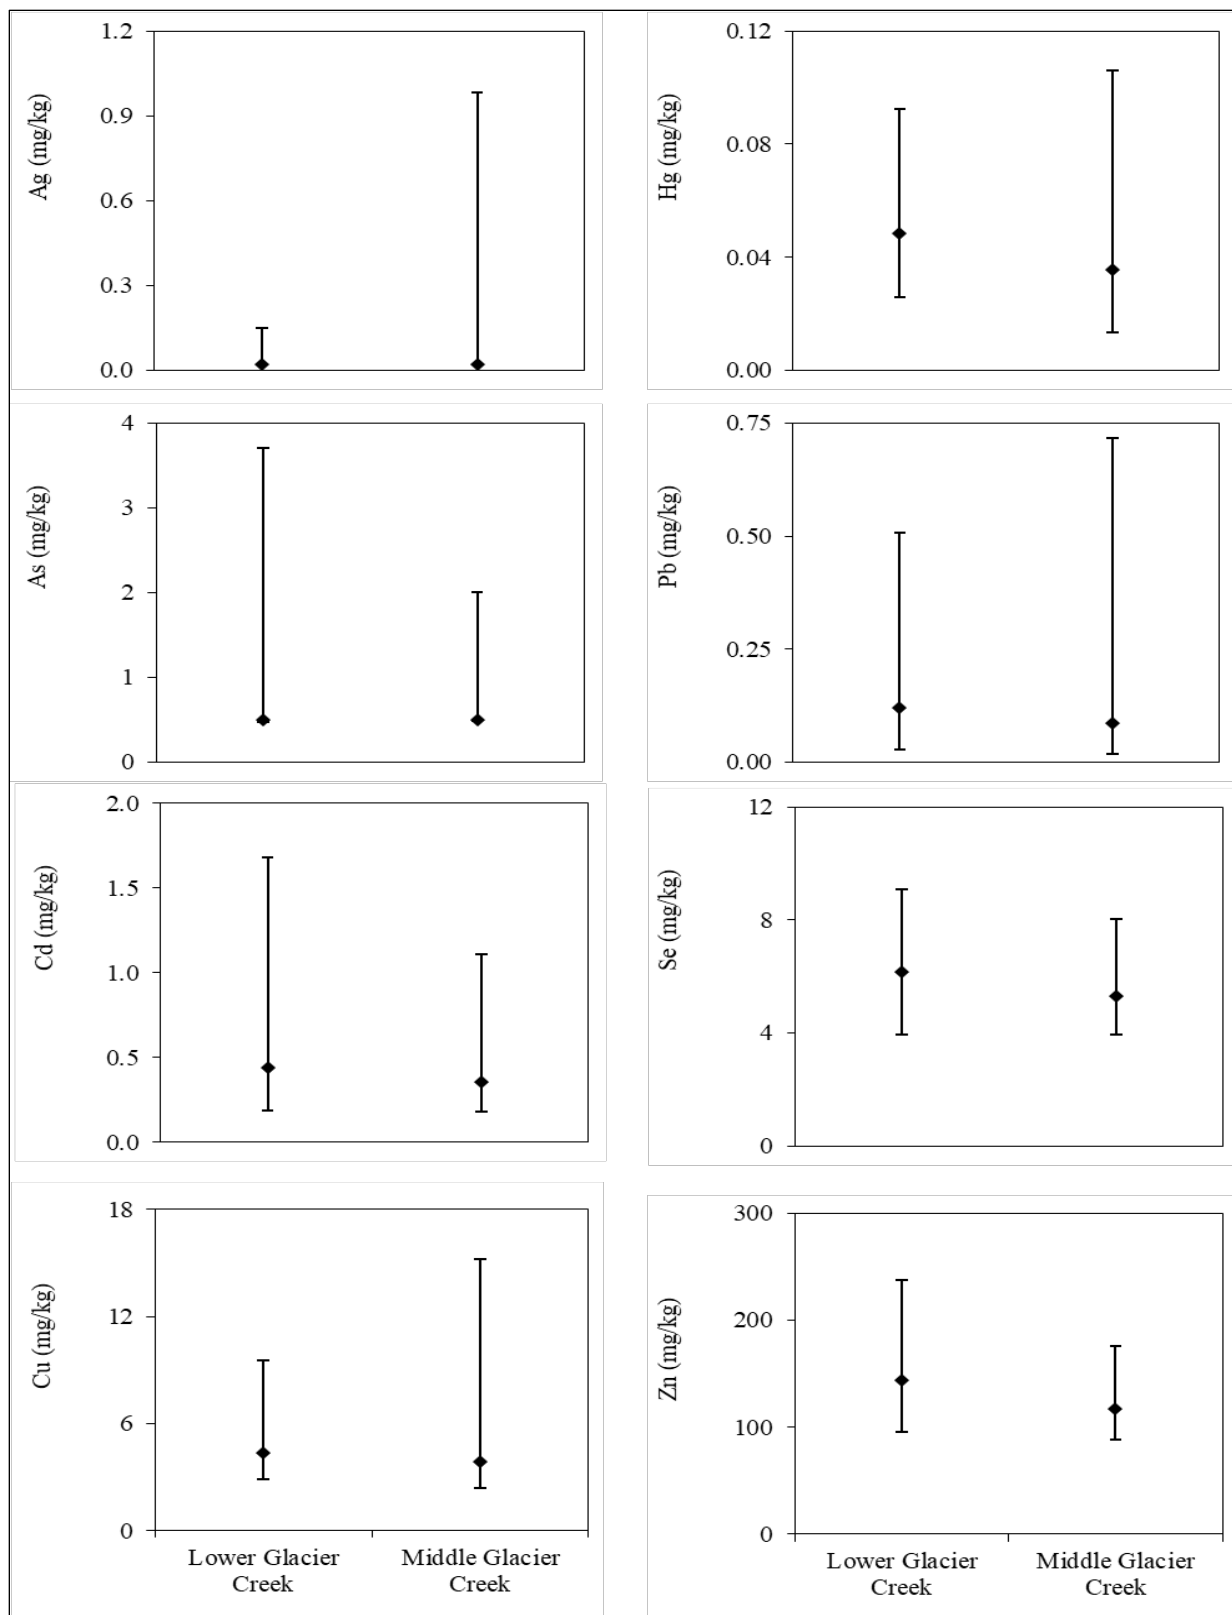 Ag (mg/kg)
1.2
0.9
0.6
0.3
0.0
Hg (mg/kg)
0.12
0.08
0.04
0.00
As (mg/kg)
4
3
2
1
0
Pb (mg/kg)
0.75
0.50
0.25
0.00
Cd (mg/kg)
2.0
1.5
1.0
0.5
0.0
Se (mg/kg)
12
8
4
0
Cu (mg/kg)
18
12
6
0
Lower Glacier
Creek
Middle Glacier
Creek
Zn (mg/kg)
300
200
100
0
Lower Glacier
Creek
Middle Glacier
Creek